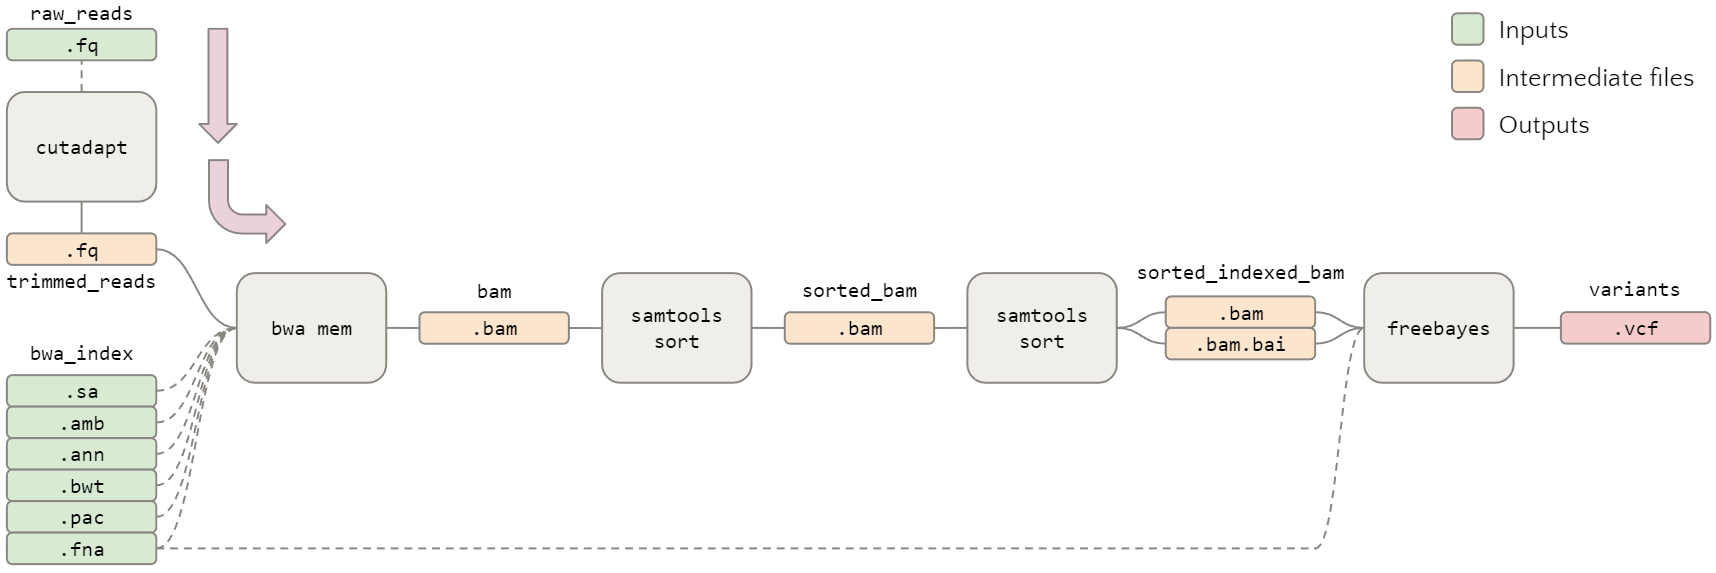 raw_reads
.fq
cutadapt
.fq
trimmed_reads
bwa_index
.sa
.amb
.ann
.bwt
.pac
.fna
bwa mem
bam
.bam
samtools
sort
sorted_bam
.bam
samtools
sort
sorted_indexed_bam
.bam
.bam.bai
freebayes
variants
.vcf
Inputs
Intermediate files
Outputs